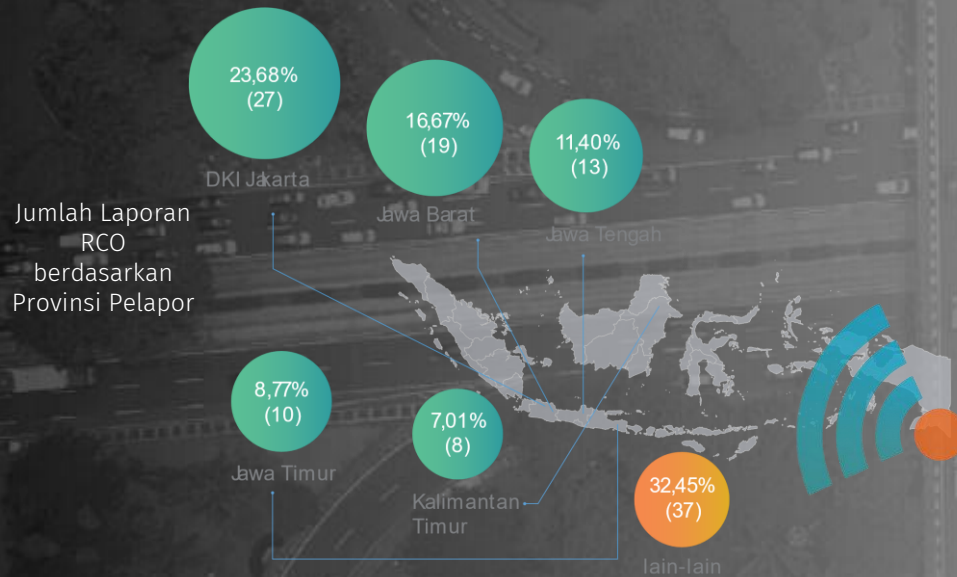 23,68%
(27)
DKI Jakarta
16,67%
(19)
Jawa Barat
11,40%
(13)
Jawa Tengah
Jumlah Laporan
RCO
berdasarkan
Provinsi Pelapor
8,77%
(10)
Jawa Timur
7,01%
(8)
Kalimantan
Timur
32,45%
(37)
lain-lain